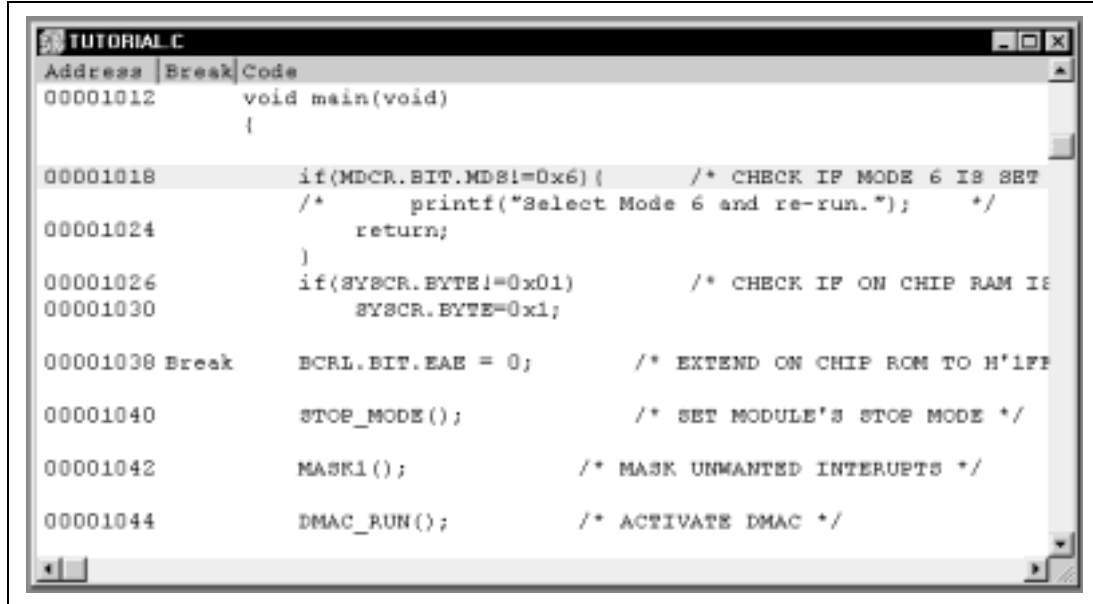 TUTORIAL.C
Address Break Code
00001012 void main(void)
{
00001018 if(MDCR.BIT.MDS!=0x6){ /* CHECK IF MODE 6 IS SET
/* printf("Select Mode 6 and re-run."); */
00001024 return;
}
00001026 if(SYSCR.BYTE!=0x01) /* CHECK IF ON CHIP RAM IS
00001030 SYSCR.BYTE=0x1;
00001038 Break BCRL.BIT.EAE = 0; /* EXTEND ON CHIP ROM TO H'1FF
00001040 STOP_MODE(); /* SET MODULE'S STOP MODE */
00001042 MASK1(); /* MASK UNWANTED INTERUPTS */
00001044 DMAC_RUN(); /* ACTIVATE DMAC */